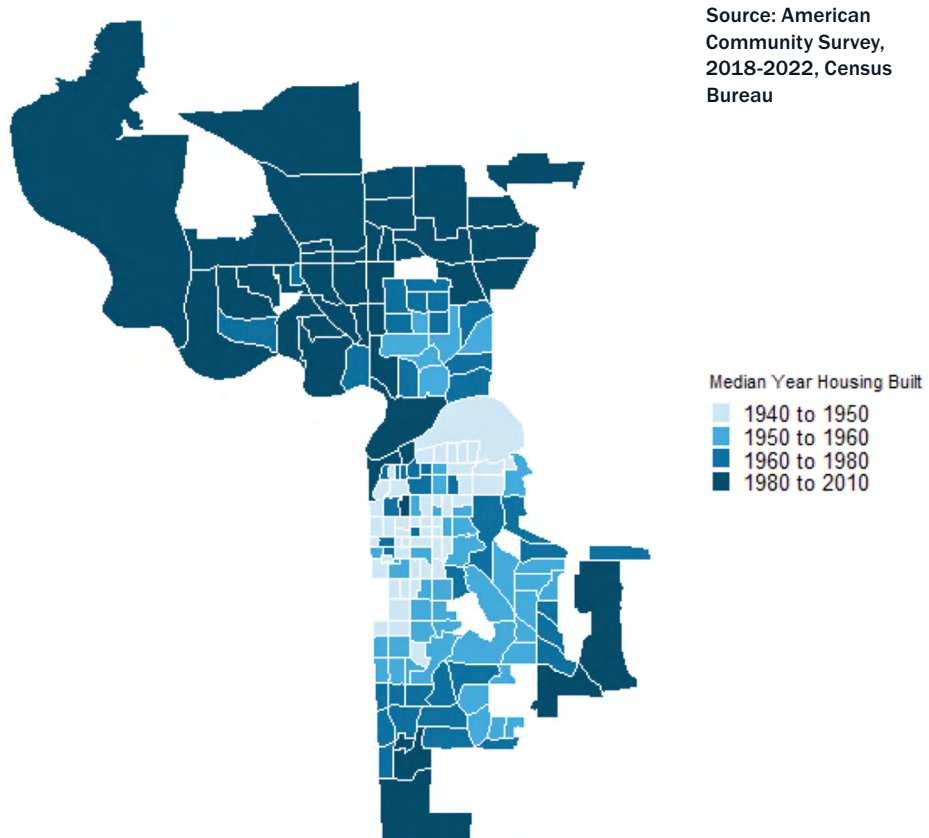 Source: American
Community Survey,
2018-2022, Census
Bureau
Median Year Housing Built
1940 to 1950
1950 to 1960
1960 to 1980
1980 to 2010